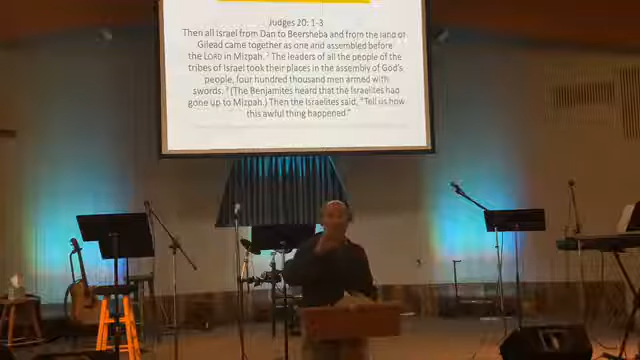 Judges 20: 1-3
Then all Israel from Dan to Beersheba and from the land of
Gilead came together as one and assembled before
the LORD in Mizpah. 2 The leaders of all the people of the
tribes of Israel took their places in the assembly of God's
people, four hundred thousand men armed with
swords. 3 (The Benjamites heard that the Israelites had
gone up to Mizpah.) Then the Israelites said, "Tell us how
this awful thing happened."